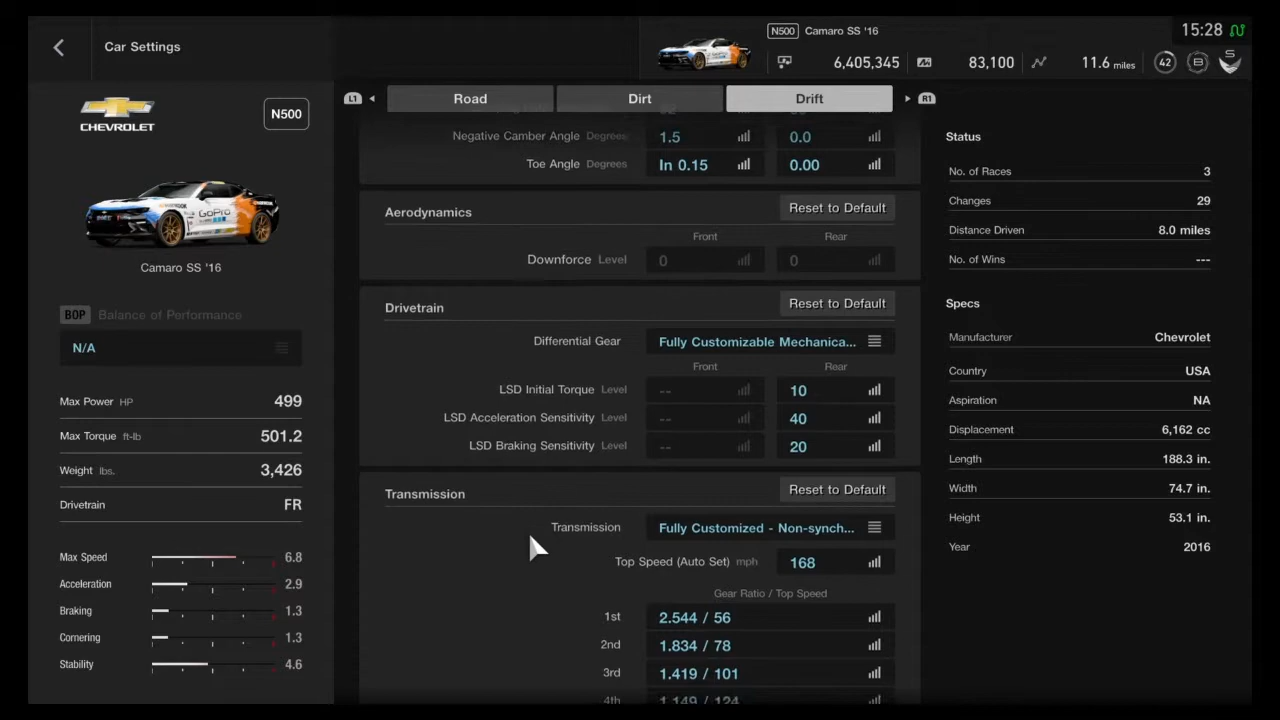 Car Settings
N500 Camaro SS '16
15:28
6,405,345 83,100 11.6 miles 42 B S
L1 Road Dirt Drift R1
CHEVROLET
N500
GoPro
Camaro SS '16
BOP Balance of Performance
N/A
Max Power HP 499
Max Torque ft-lb 501.2
Weight lbs. 3,426
Drivetrain FR
Max Speed 6.8
Acceleration 2.9
Braking 1.3
Cornering 1.3
Stability 4.6
Negative Camber Angle Degrees 1.5 0.0
Toe Angle Degrees In 0.15 0.00
Aerodynamics Reset to Default
Front Rear
Downforce Level 0 0
Drivetrain Reset to Default
Differential Gear Fully Customizable Mechanica...
Front Rear
LSD Initial Torque Level -- 10
LSD Acceleration Sensitivity Level -- 40
LSD Braking Sensitivity Level -- 20
Transmission Reset to Default
Transmission Fully Customized - Non-synch...
Top Speed (Auto Set) mph 168
Gear Ratio / Top Speed
1st 2.544 / 56
2nd 1.834 / 78
3rd 1.419 / 101
4th 1.149 / 124
Status
No. of Races 3
Changes 29
Distance Driven 8.0 miles
No. of Wins ---
Specs
Manufacturer Chevrolet
Country USA
Aspiration NA
Displacement 6,162 cc
Length 188.3 in.
Width 74.7 in.
Height 53.1 in.
Year 2016